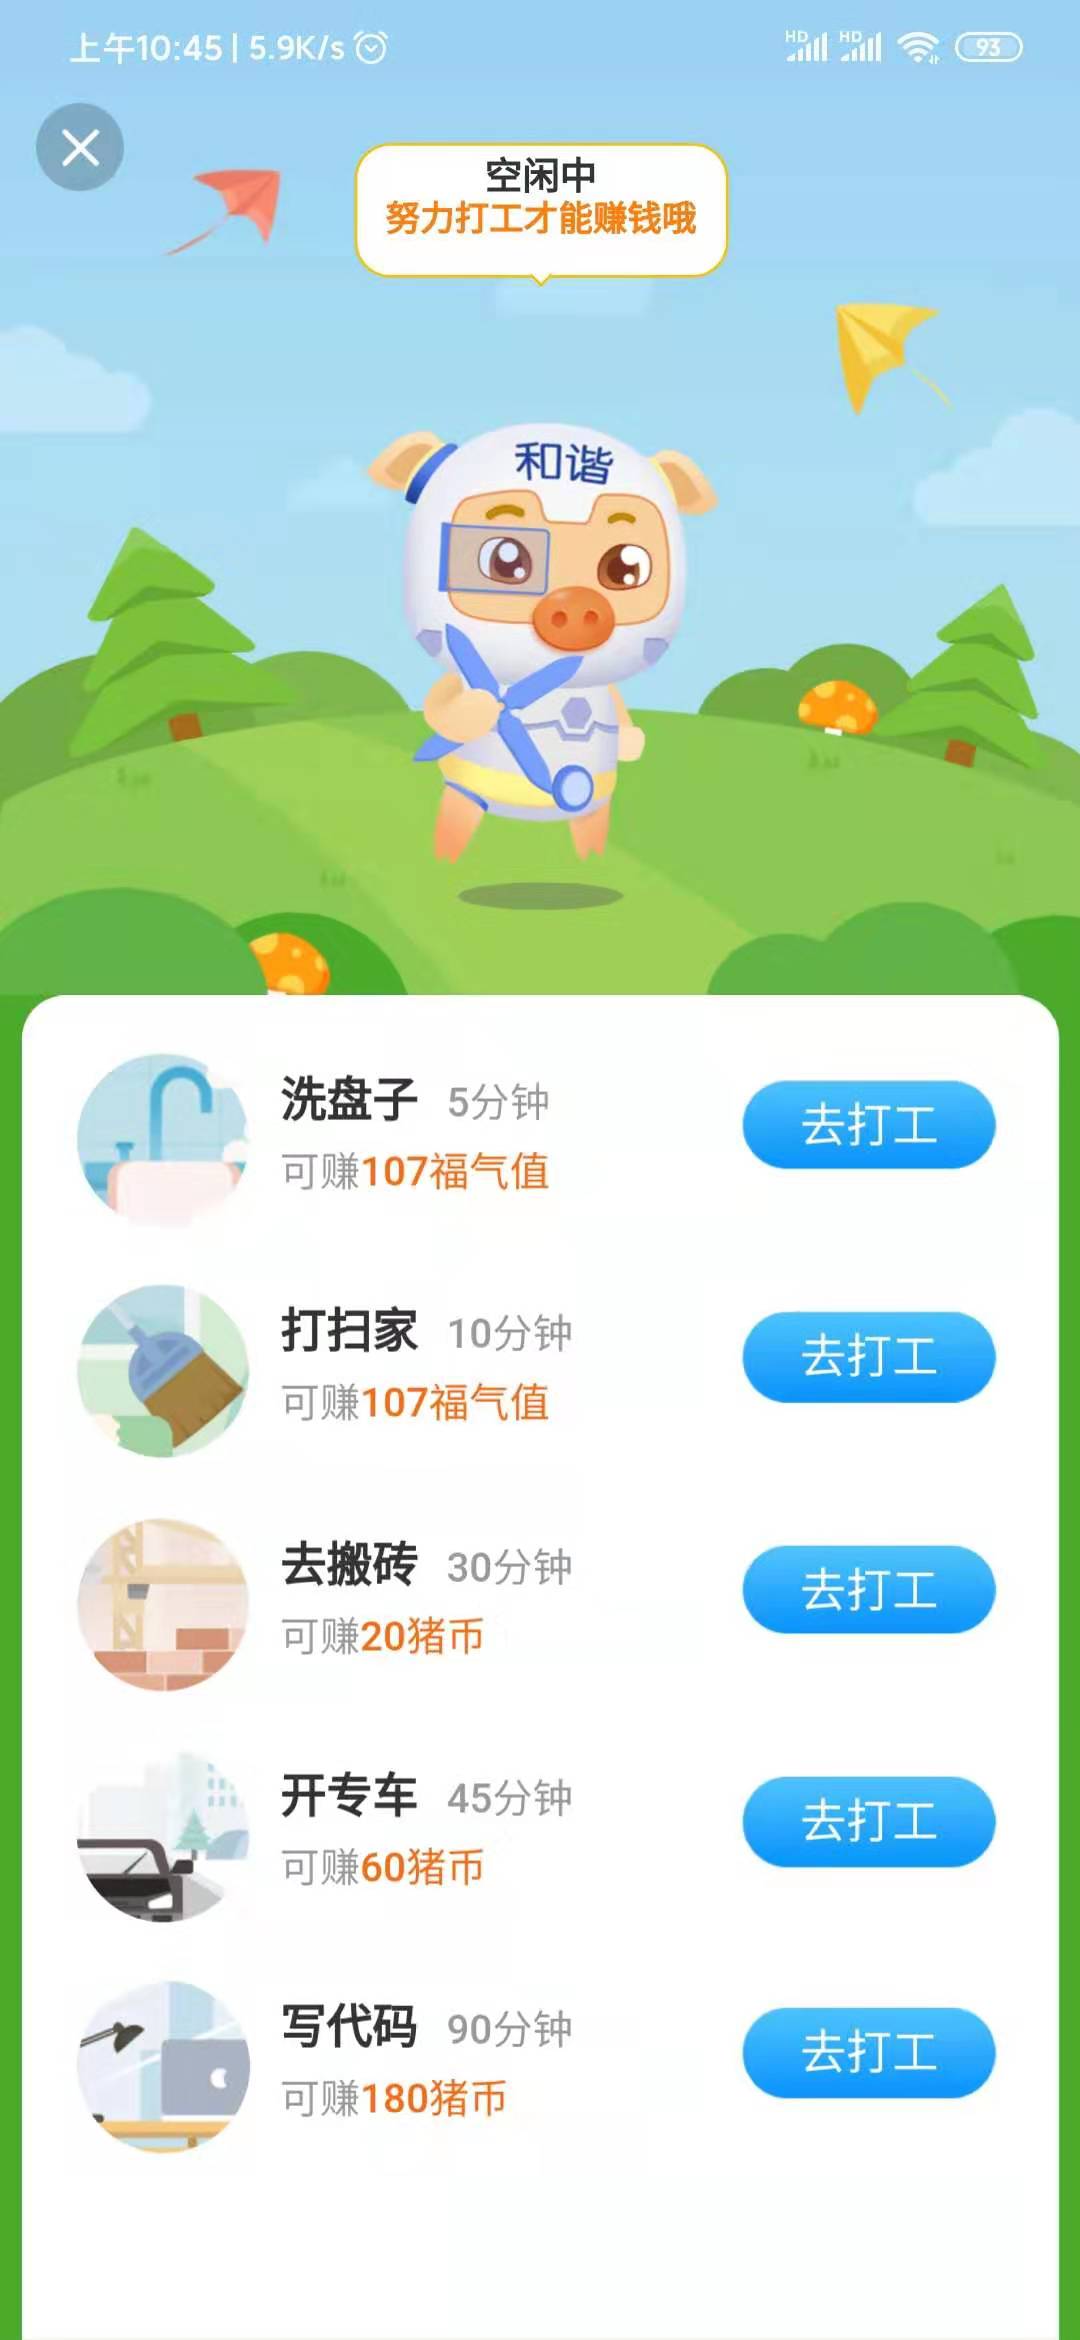 上午10:45 | 5.9K/s
HD HD 93
空闲中
努力打工才能赚钱哦
和谐
洗盘子 5分钟
去打工
可赚107福气值
打扫家 10分钟
去打工
可赚107福气值
去搬砖 30分钟
去打工
可赚20猪币
开专车 45分钟
去打工
可赚60猪币
写代码 90分钟
去打工
可赚180猪币